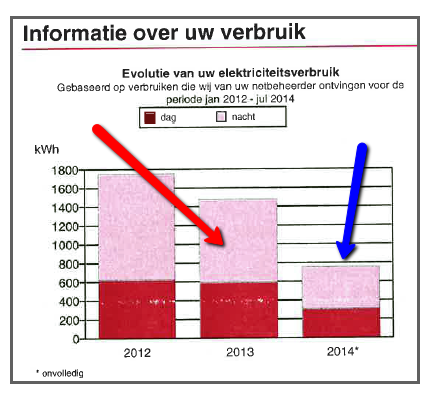 Informatie over uw verbruik
Evolutie van uw elektriciteitsverbruik
Gebaseerd op verbruiken die wij van uw netbeheerder ontvingen voor de
periode jan 2012 - jul 2014
dag nacht
kWh
1800
1600
1400
1200
1000
800
600
400
200
0
2012 2013 2014*
* onvolledig